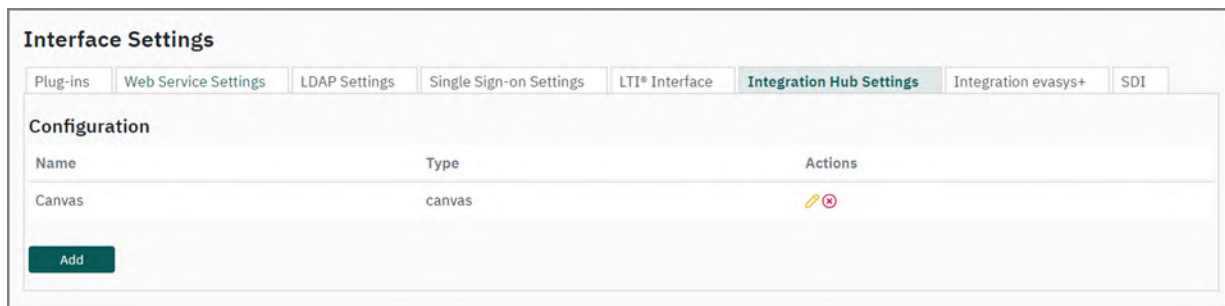 Interface Settings
Plug-ins Web Service Settings LDAP Settings Single Sign-on Settings LTI® Interface Integration Hub Settings Integration evasys+ SDI
Configuration
Name Type Actions
Canvas canvas
Add